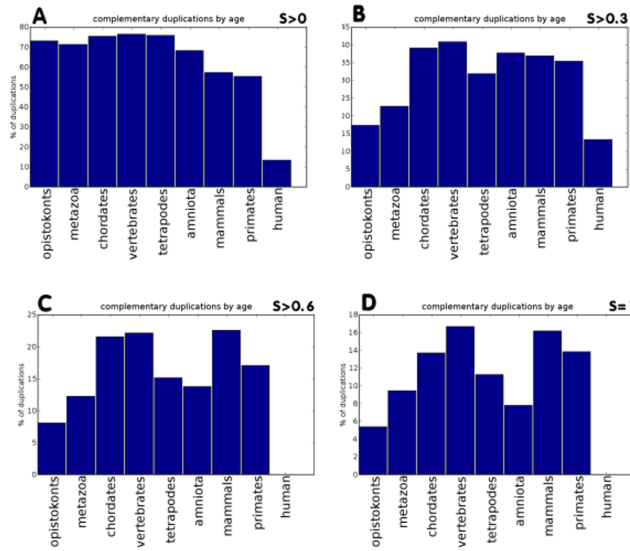 A complementary duplications by age S>0
80
70
60
50
40
30
20
10
0
% of duplications
opistokonts
metazoa
chordates
vertebrates
tetrapodes
amniota
mammals
primates
human
B complementary duplications by age S>0.3
45
40
35
30
25
20
15
10
5
0
opistokonts
metazoa
chordates
vertebrates
tetrapodes
amniota
mammals
primates
human
C complementary duplications by age S>0.6
25
20
15
10
5
0
% of duplications
opistokonts
metazoa
chordates
vertebrates
tetrapodes
amniota
mammals
primates
human
D complementary duplications by age S=
18
16
14
12
10
8
6
4
2
0
% of duplications
opistokonts
metazoa
chordates
vertebrates
tetrapodes
amniota
mammals
primates
human